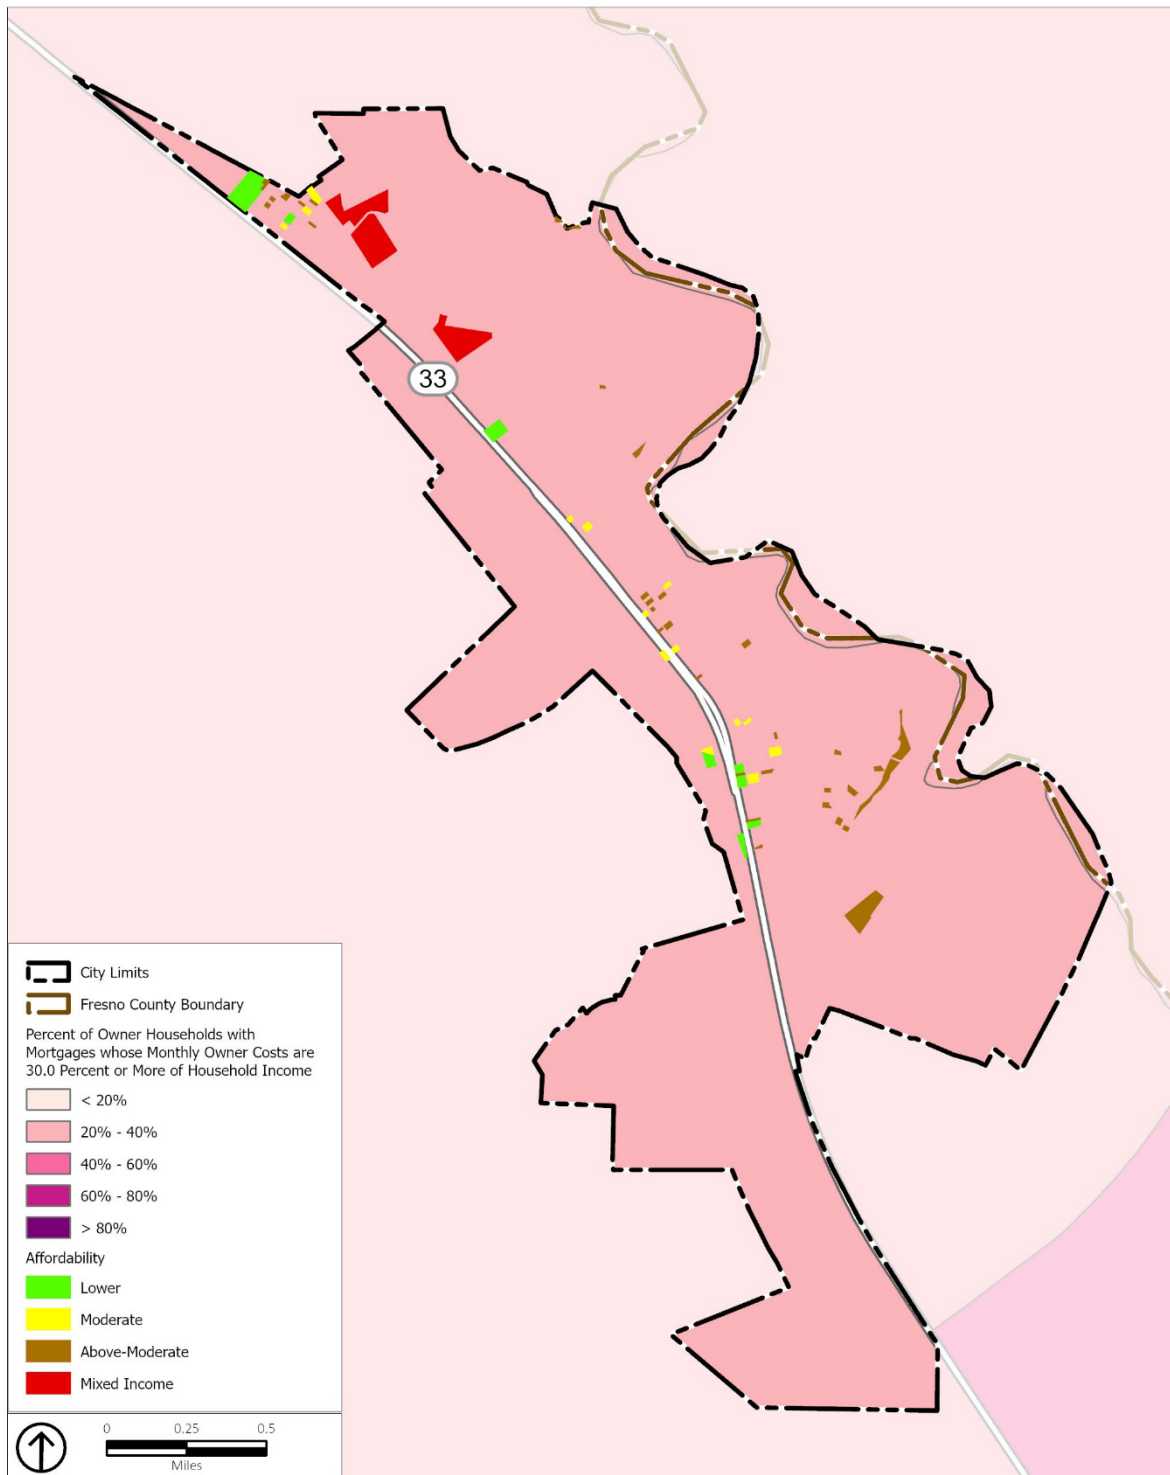 33
City Limits
Fresno County Boundary
Percent of Owner Households with
Mortgages whose Monthly Owner Costs are
30.0 Percent or More of Household Income
< 20%
20% - 40%
40% - 60%
60% - 80%
> 80%
Affordability
Lower
Moderate
Above-Moderate
Mixed Income
0 0.25 0.5
Miles